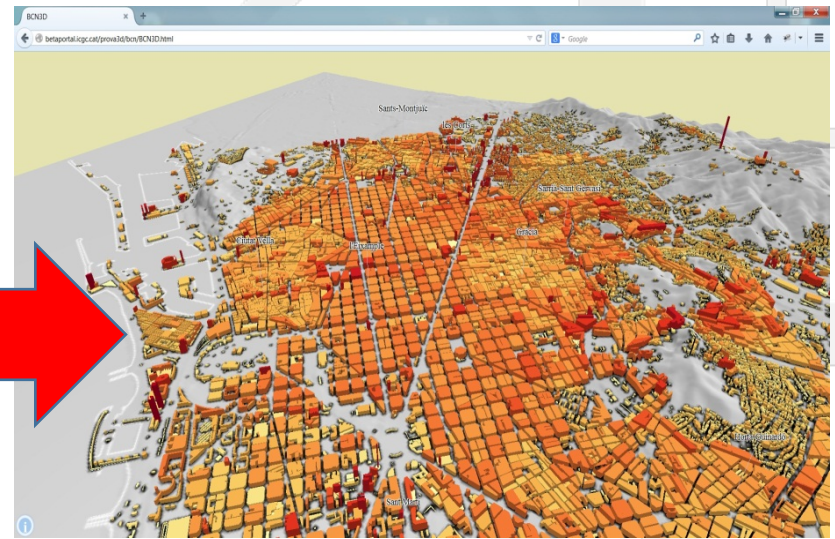 BCN3D
betaportal.icgc.cat/prova3d/bcn/BCN3D.html
Google
Sants-Montjuïc
les Corts
Sarrià-Sant Gervasi
Gràcia
Ciutat Vella
l'Eixample
Sant Martí